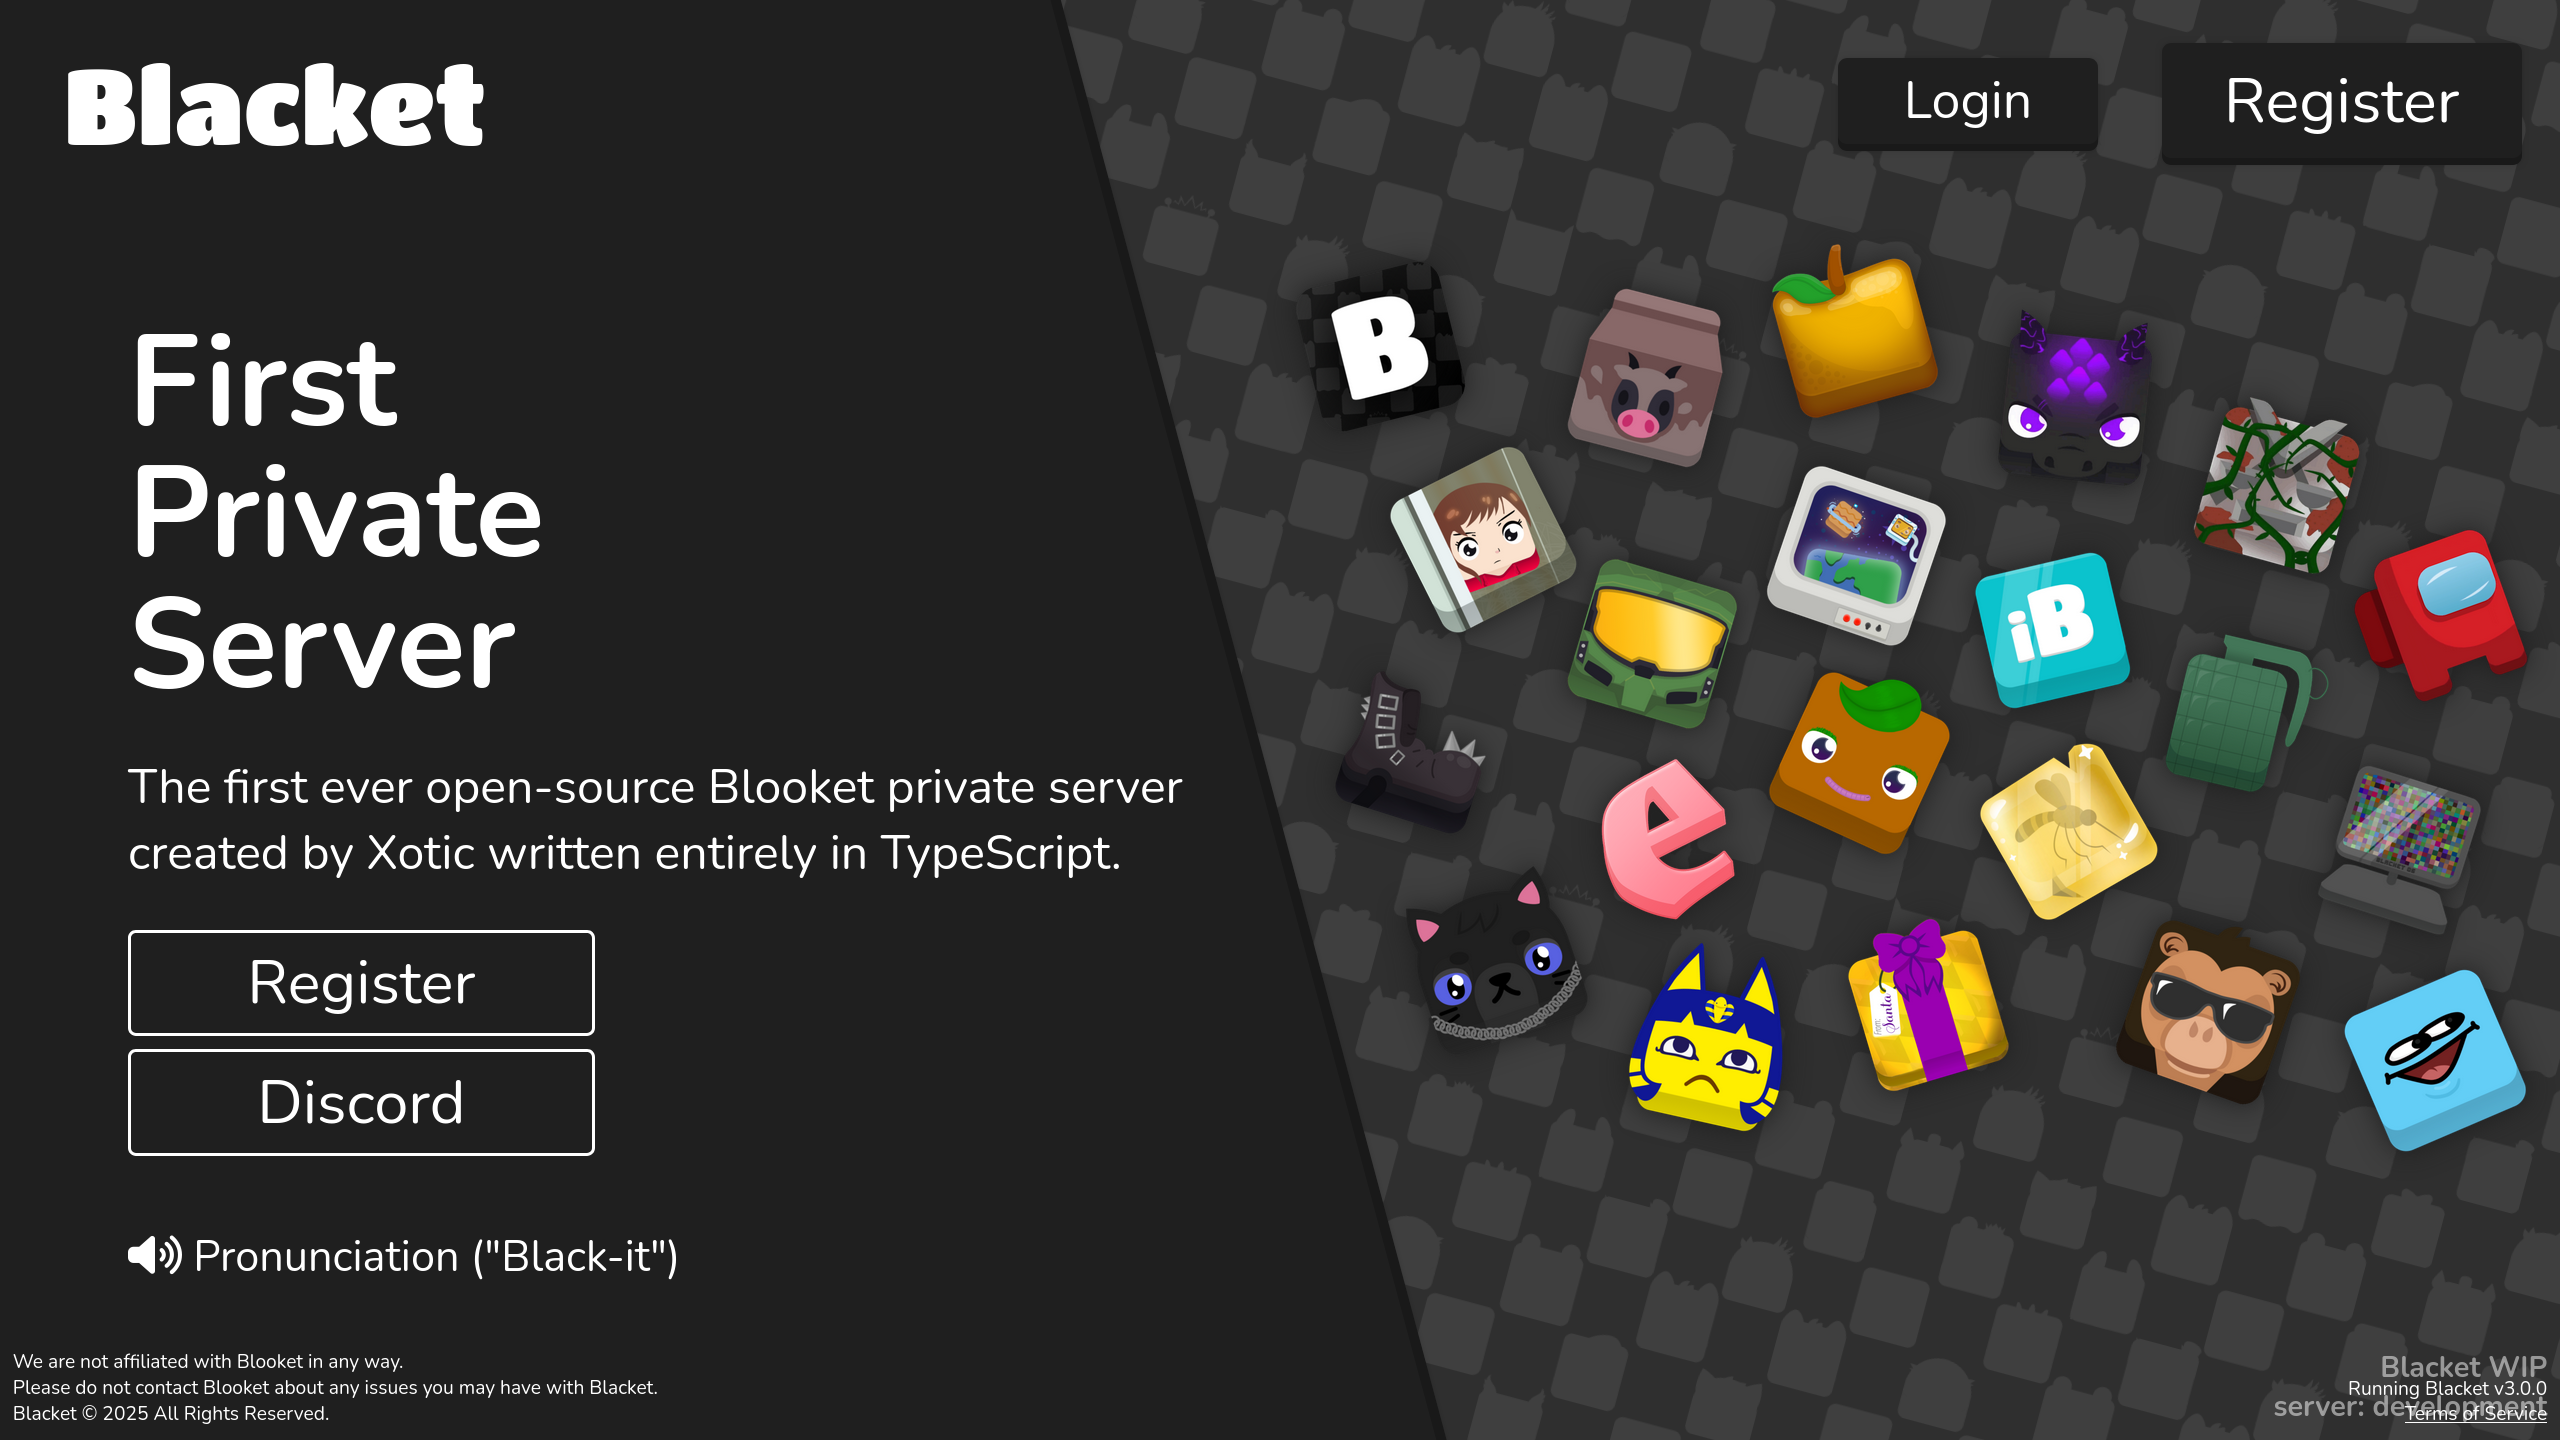 Blacket
Login
Register
First
Private
Server
The first ever open-source Blooket private server
created by Xotic written entirely in TypeScript.
Register
Discord
Pronunciation ("Black-it")
B
iB
e
From:
Santa
We are not affiliated with Blooket in any way.
Please do not contact Blooket about any issues you may have with Blacket.
Blacket © 2025 All Rights Reserved.
Blacket WIP
Running Blacket v3.0.0
server: development
Terms of Service